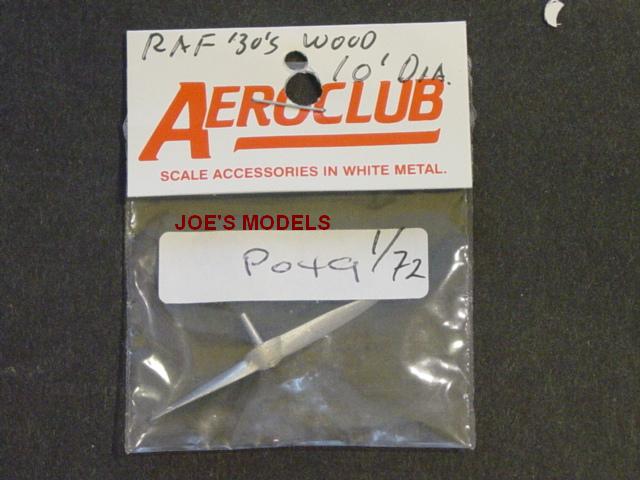 RAF '30's WOOD
10' DIA.
AEROCLUB
SCALE ACCESSORIES IN WHITE METAL.
JOE'S MODELS
P049 1/72